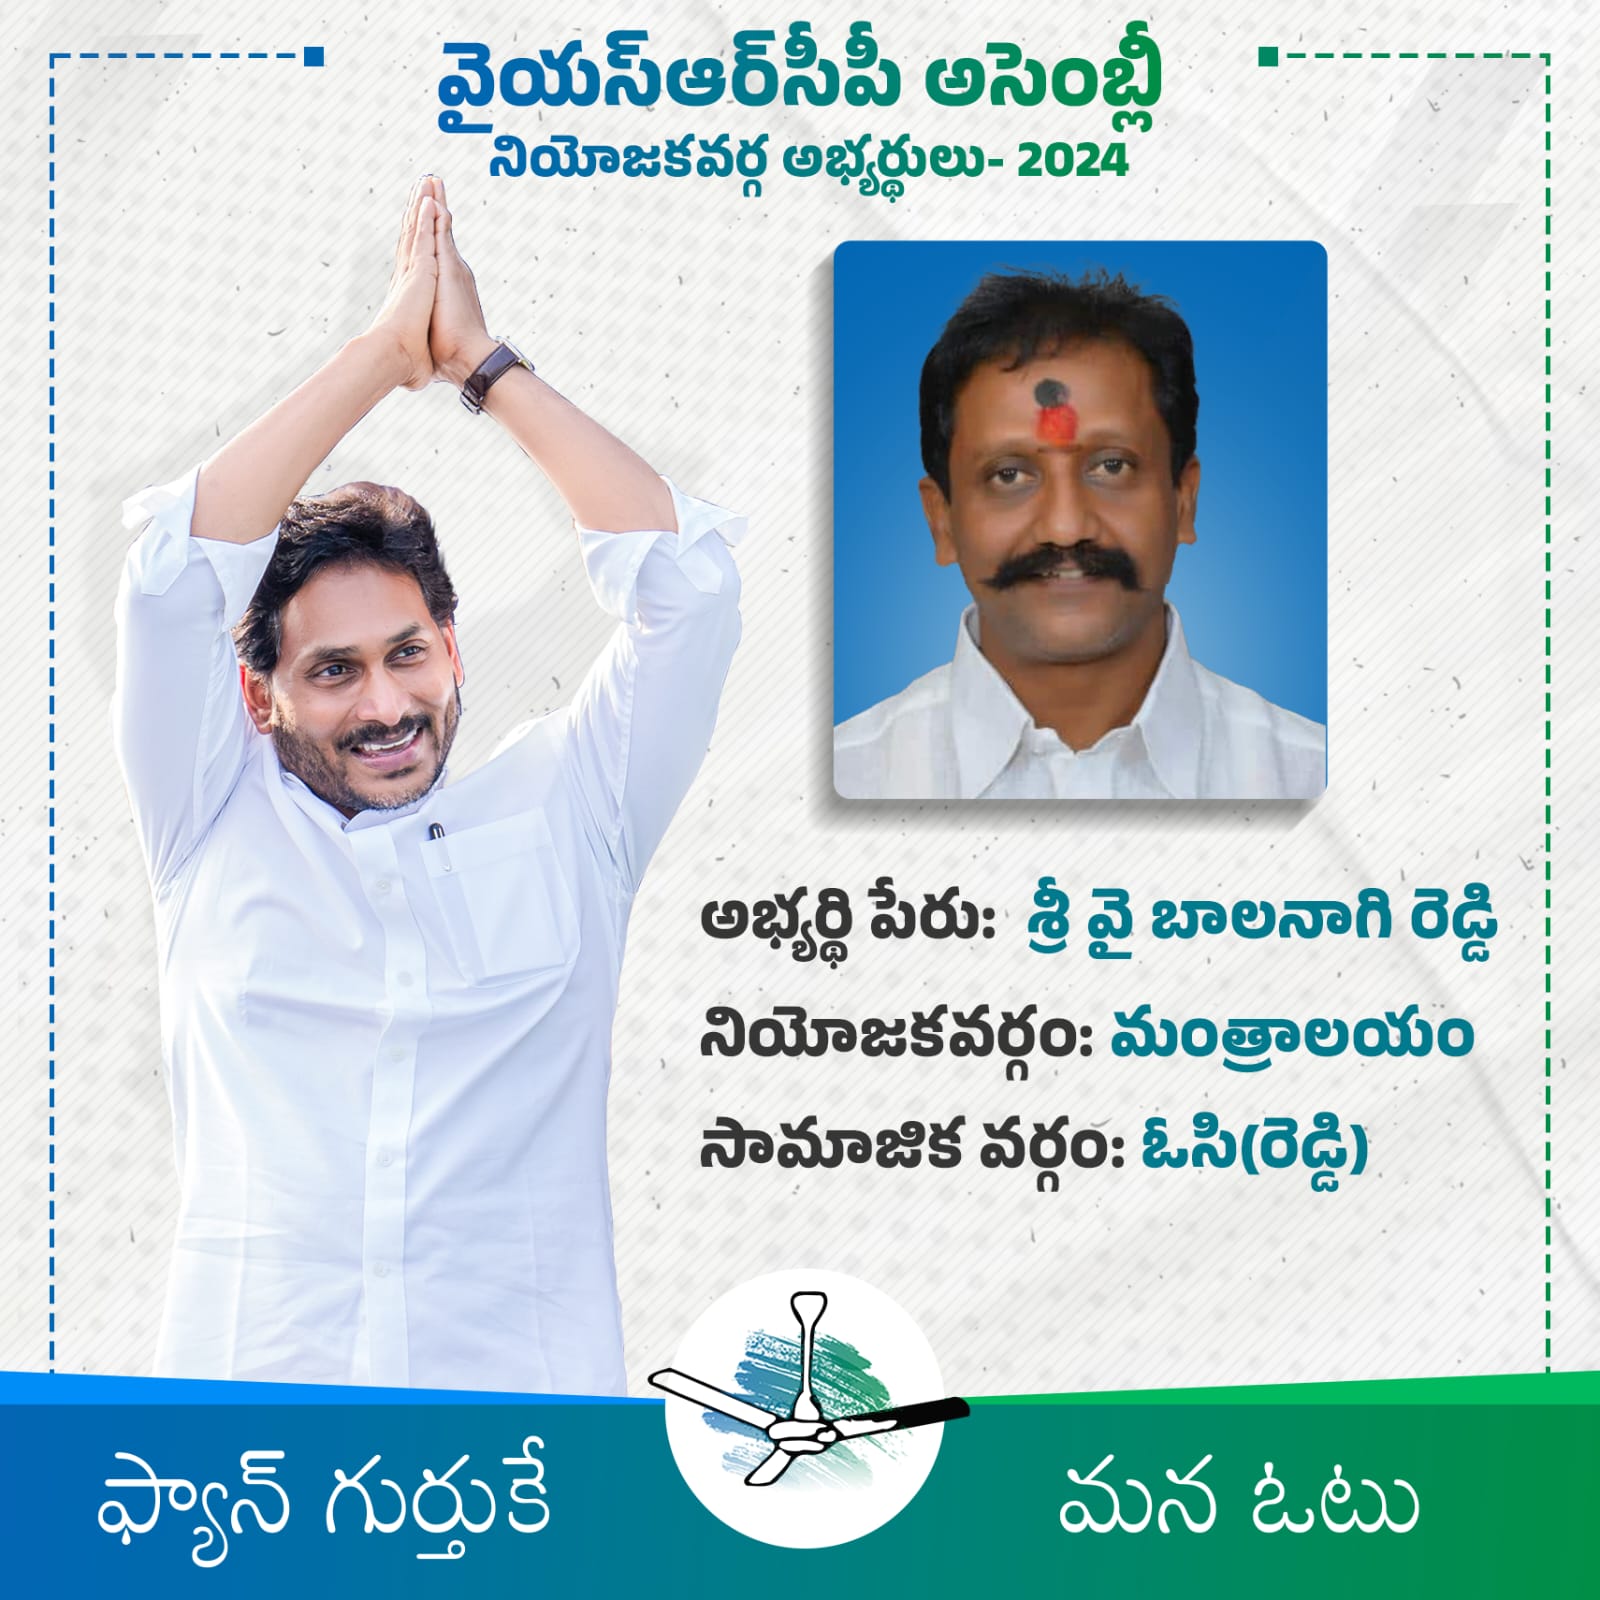 వైయస్ఆర్‌సీపీ అసెంబ్లీ
నియోజకవర్గ అభ్యర్థులు- 2024
అభ్యర్థి పేరు: శ్రీ వై బాలనాగి రెడ్డి
నియోజకవర్గం: మంత్రాలయం
సామాజిక వర్గం: ఓసి(రెడ్డి)
ఫ్యాన్ గుర్తుకే మన ఓటు